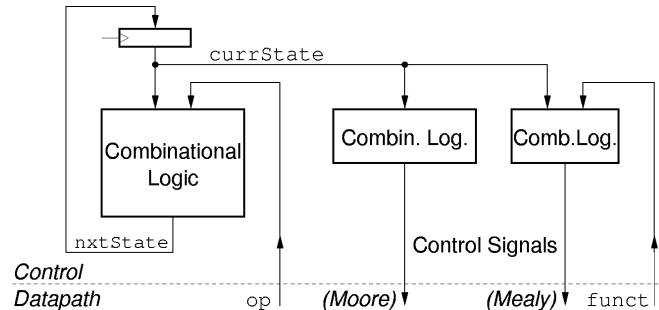 currState
Combinational
Logic
Combin. Log.
Comb.Log.
nxtState
Control Signals
Control
Datapath
op
(Moore)
(Mealy)
funct